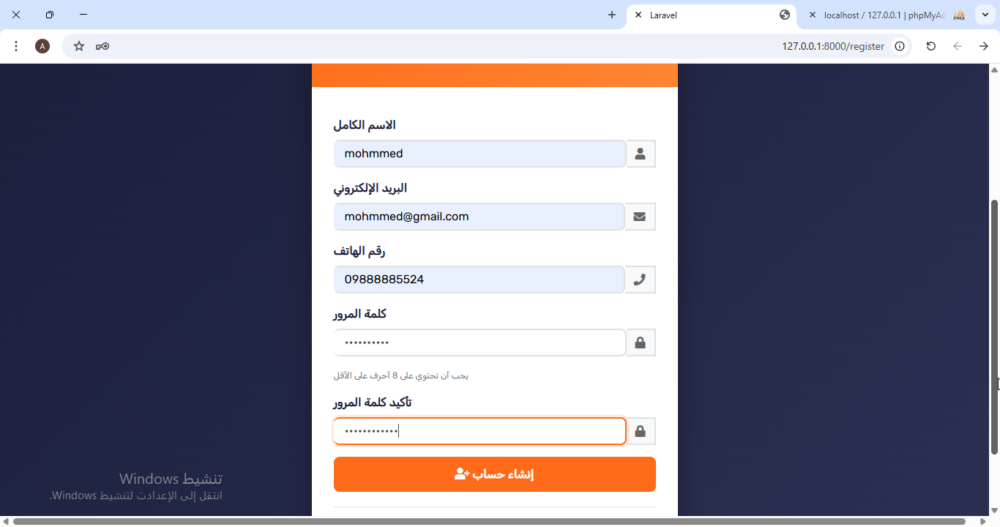 Laravel
localhost / 127.0.0.1 | phpMyAd
PMA
A
127.0.0.1:8000/register
الاسم الكامل
mohmmed
البريد الإلكتروني
mohmmed@gmail.com
رقم الهاتف
09888885524
كلمة المرور
••••••••••
يجب أن تحتوي على 8 أحرف على الأقل
تأكيد كلمة المرور
••••••••••••
إنشاء حساب
تنشيط Windows
انتقل إلى الإعدادات لتنشيط Windows.